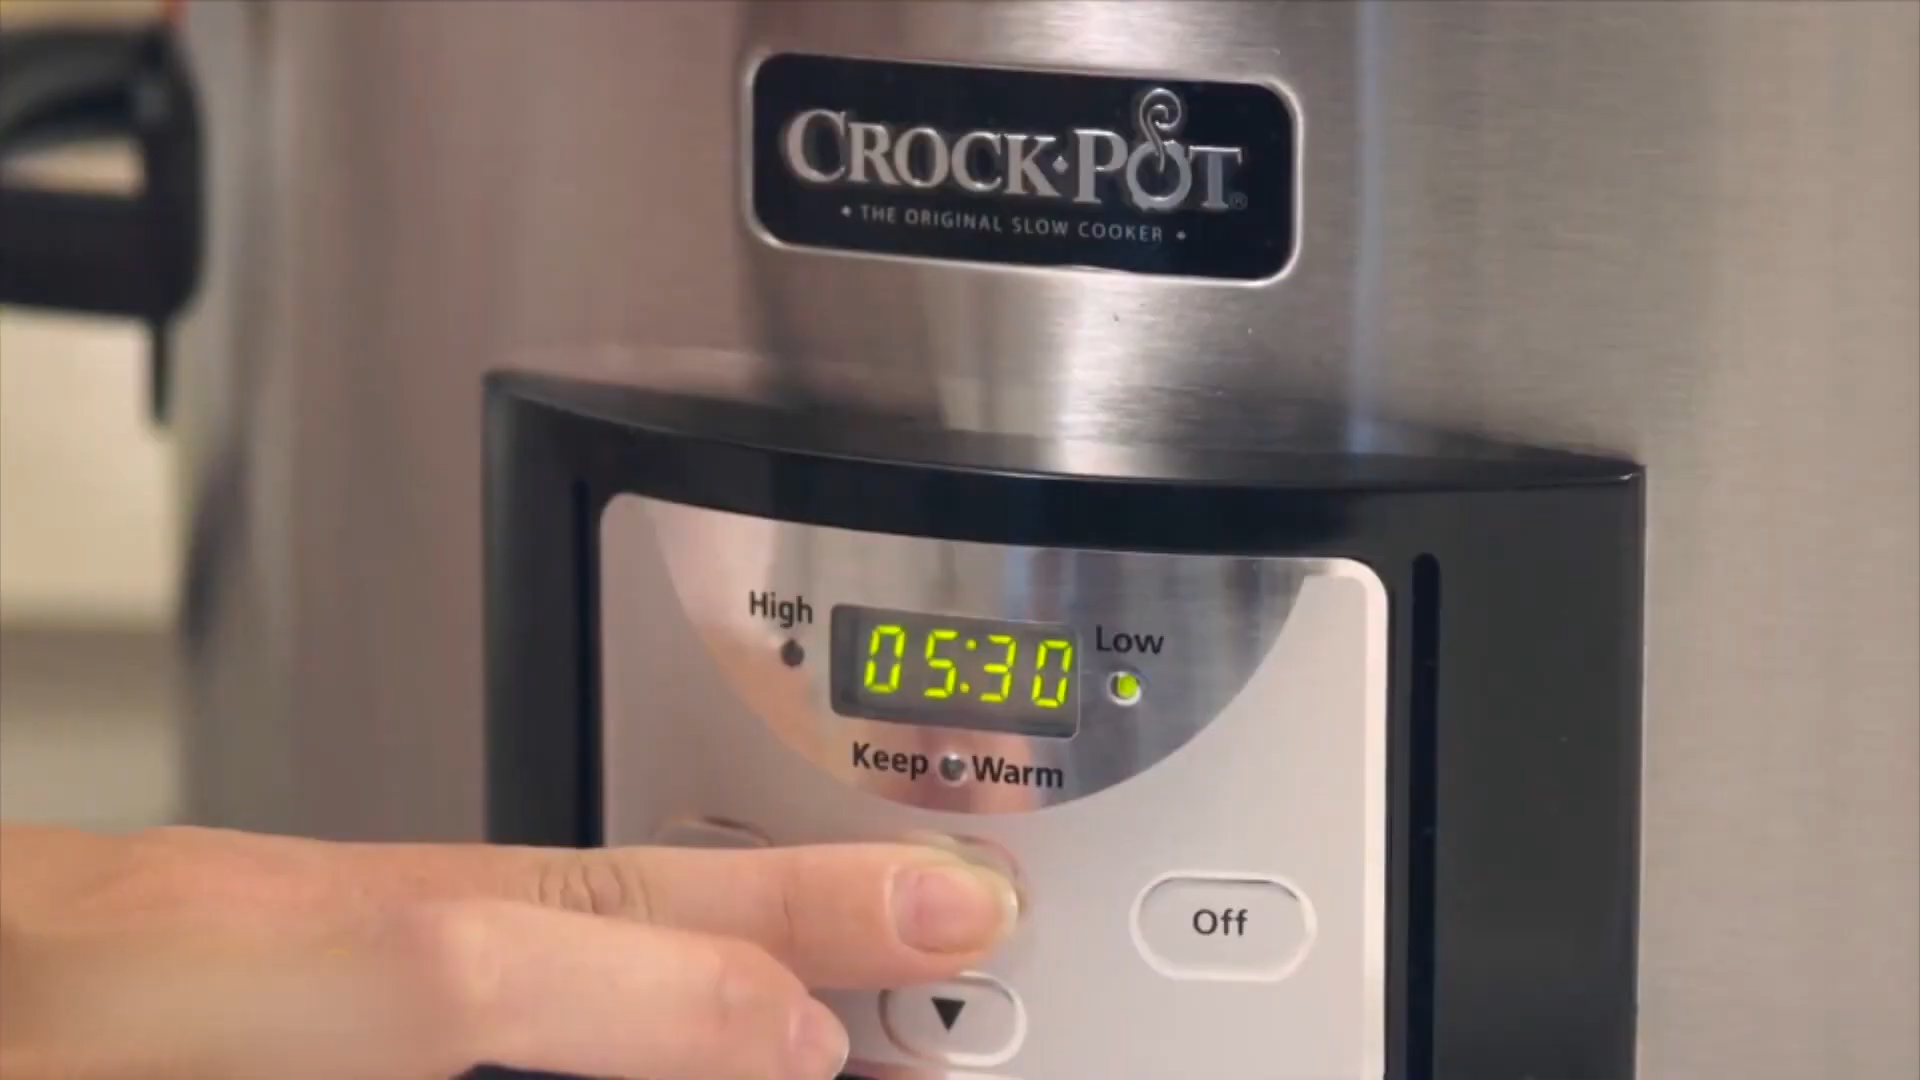 CROCK·POT®
• THE ORIGINAL SLOW COOKER •
High
05:30
Low
Keep Warm
Off